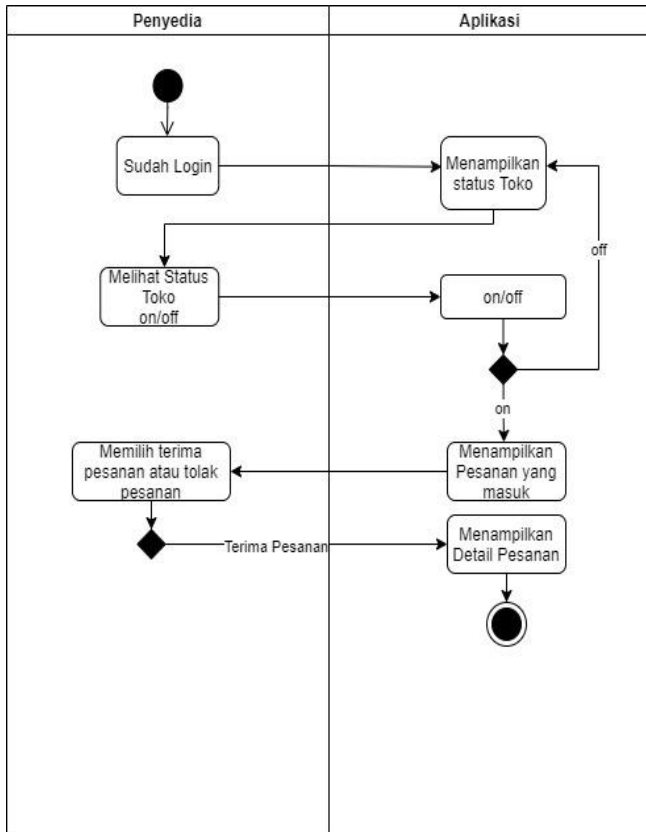 Penyedia
Aplikasi
Sudah Login
Menampilkan
status Toko
off
Melihat Status
Toko
on/off
on/off
on
Memilih terima
pesanan atau tolak
pesanan
Menampilkan
Pesanan yang
masuk
Terima Pesanan
Menampilkan
Detail Pesanan